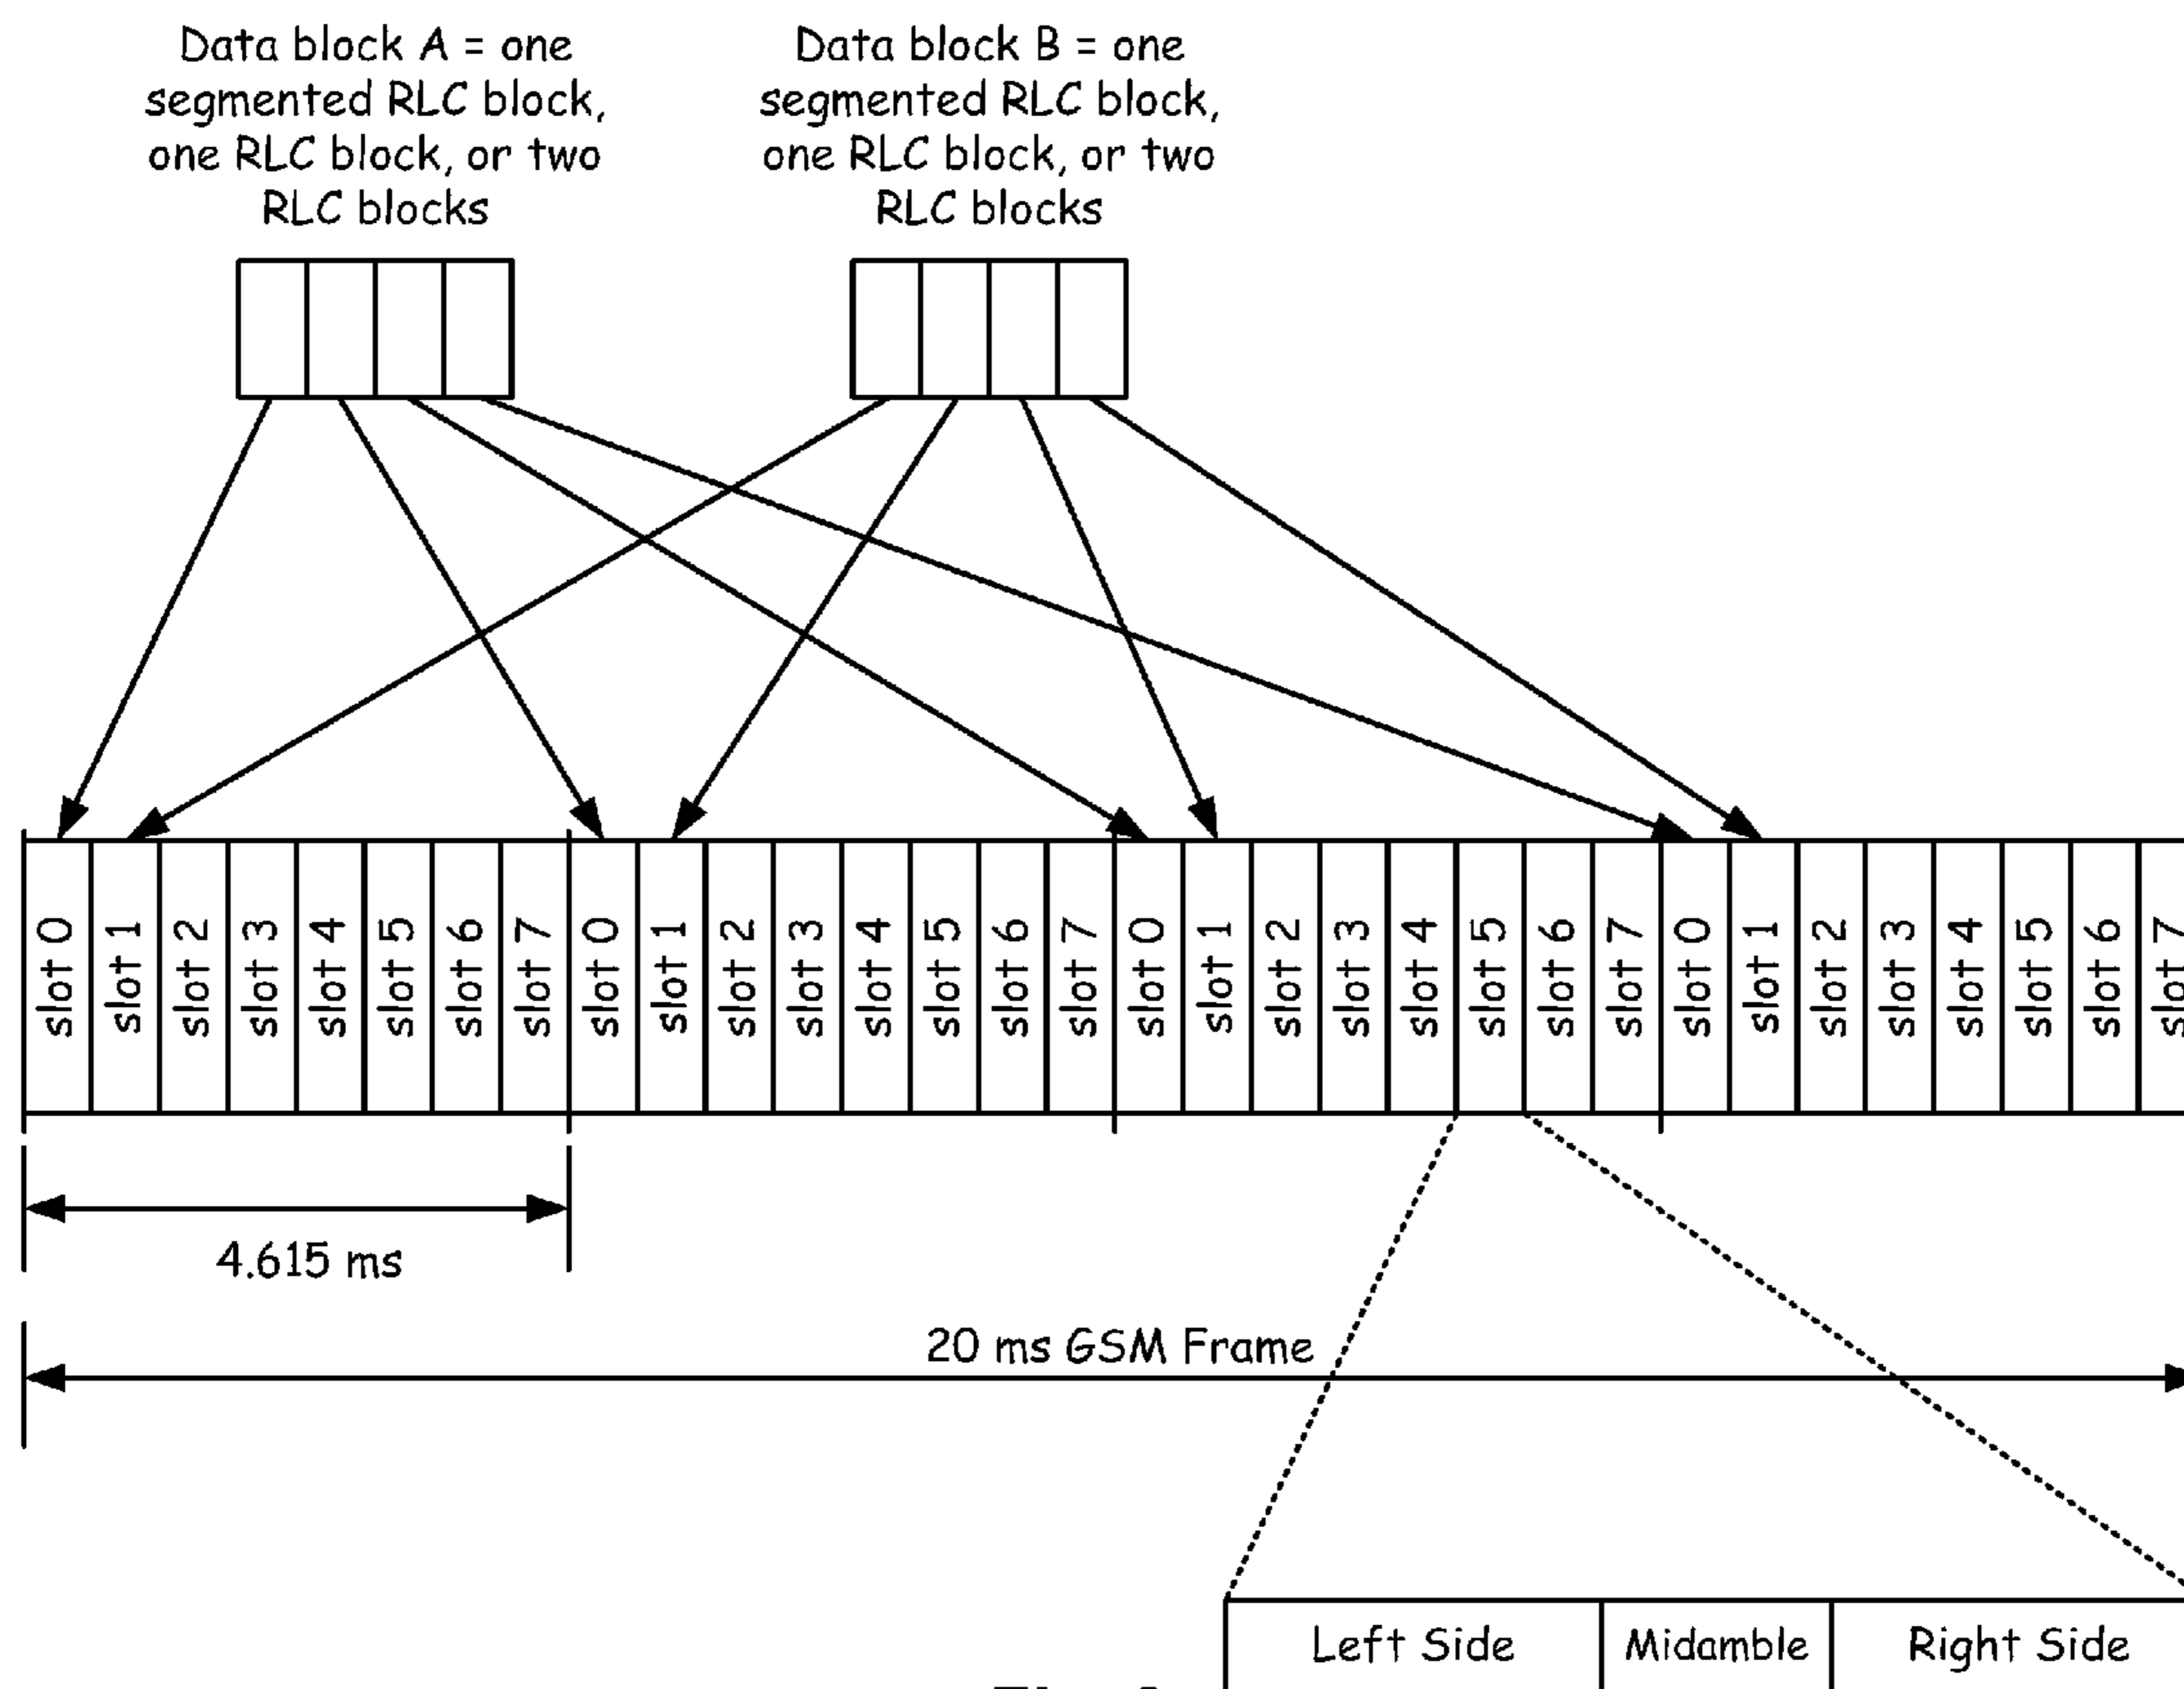 Data block A = one
segmented RLC block,
one RLC block, or two
RLC blocks
Data block B = one
segmented RLC block,
one RLC block, or two
RLC blocks
slot 0
slot 1
slot 2
slot 3
slot 4
slot 5
slot 6
slot 7
slot 0
slot 1
slot 2
slot 3
slot 4
slot 5
slot 6
slot 7
slot 0
slot 1
slot 2
slot 3
slot 4
slot 5
slot 6
slot 7
slot 0
slot 1
slot 2
slot 3
slot 4
slot 5
slot 6
slot 7
4.615 ms
20 ms GSM Frame
Left Side
Midamble
Right Side